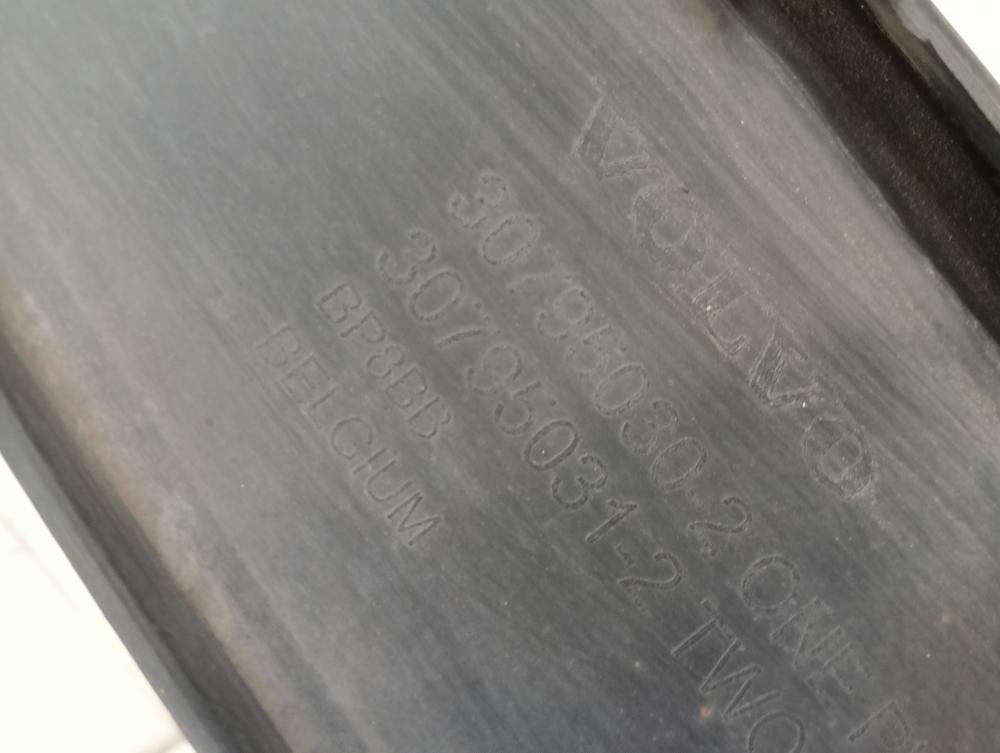 VOLVO
30795030-2 ONE
30795031-2 TWO
BP8BB
BELGIUM